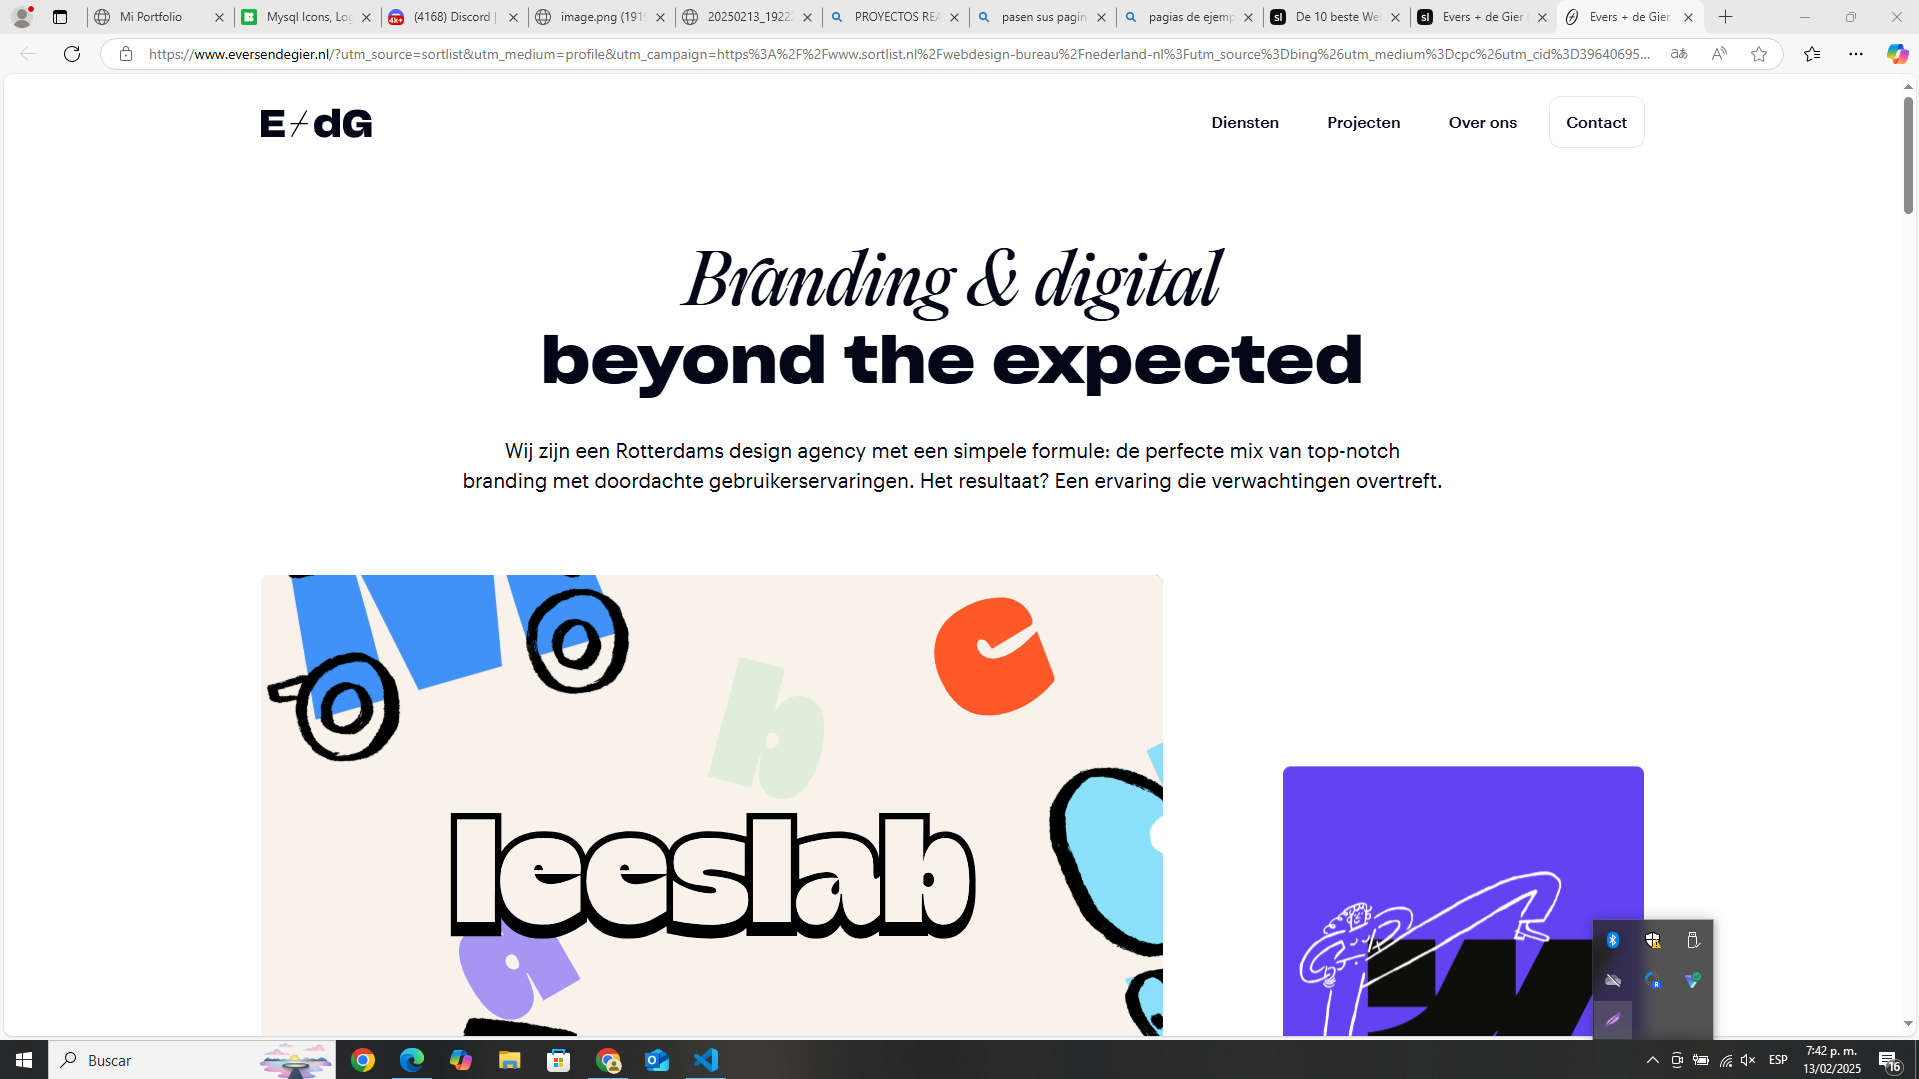 Mi Portfolio
Mysql Icons, Log
(4168) Discord |
image.png (1919
20250213_1922
PROYECTOS REA
pasen sus pagin
pagias de ejemp
De 10 beste Wel
Evers + de Gier
Evers + de Gier
https://www.eversendegier.nl/?utm_source=sortlist&utm_medium=profile&utm_campaign=https%3A%2F%2Fwww.sortlist.nl%2Fwebdesign-bureau%2Fnederland-nl%3Futm_source%3Dbing%26utm_medium%3Dcpc%26utm_cid%3D39640695...
E+dG
Diensten
Projecten
Over ons
Contact
Branding & digital
beyond the expected
Wij zijn een Rotterdams design agency met een simpele formule: de perfecte mix van top-notch
branding met doordachte gebruikerservaringen. Het resultaat? Een ervaring die verwachtingen overtreft.
b
leeslab
a
Buscar
ESP
7:42 p. m.
13/02/2025
16